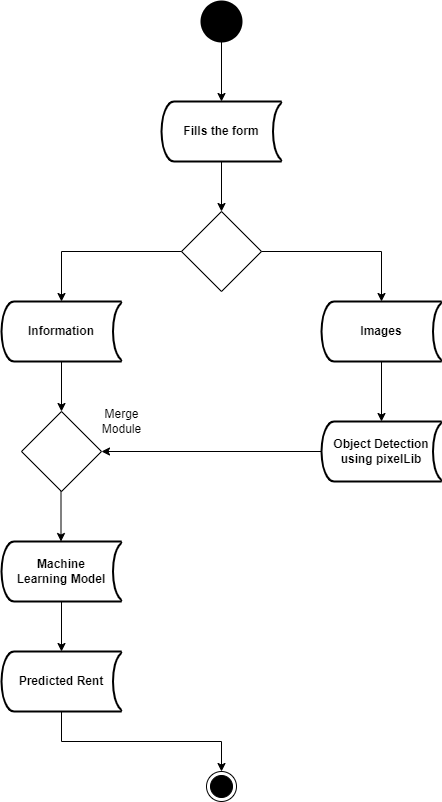 Fills the form
Information
Images
Merge
Module
Object Detection
using pixelLib
Machine
Learning Model
Predicted Rent